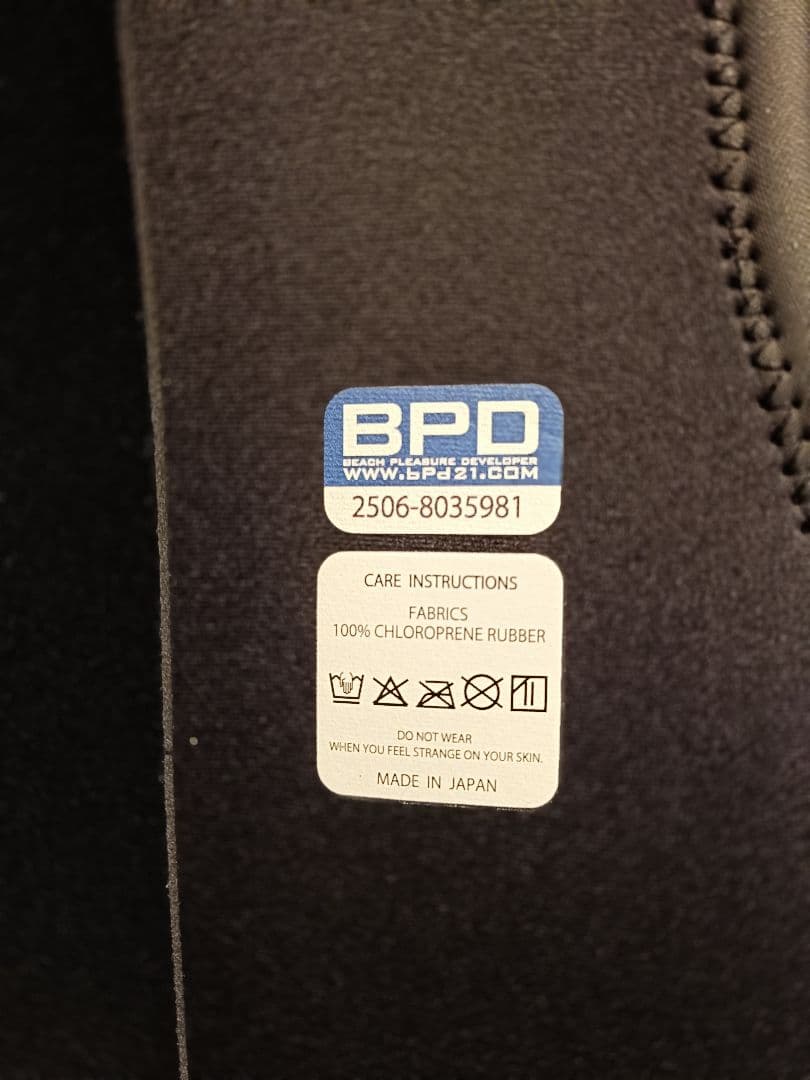 BPD
BEACH PLEASURE DEVELOPER
WWW.bPd21.COM
2506-8035981
CARE INSTRUCTIONS
FABRICS
100% CHLOROPRENE RUBBER
DO NOT WEAR
WHEN YOU FEEL STRANGE ON YOUR SKIN.
MADE IN JAPAN